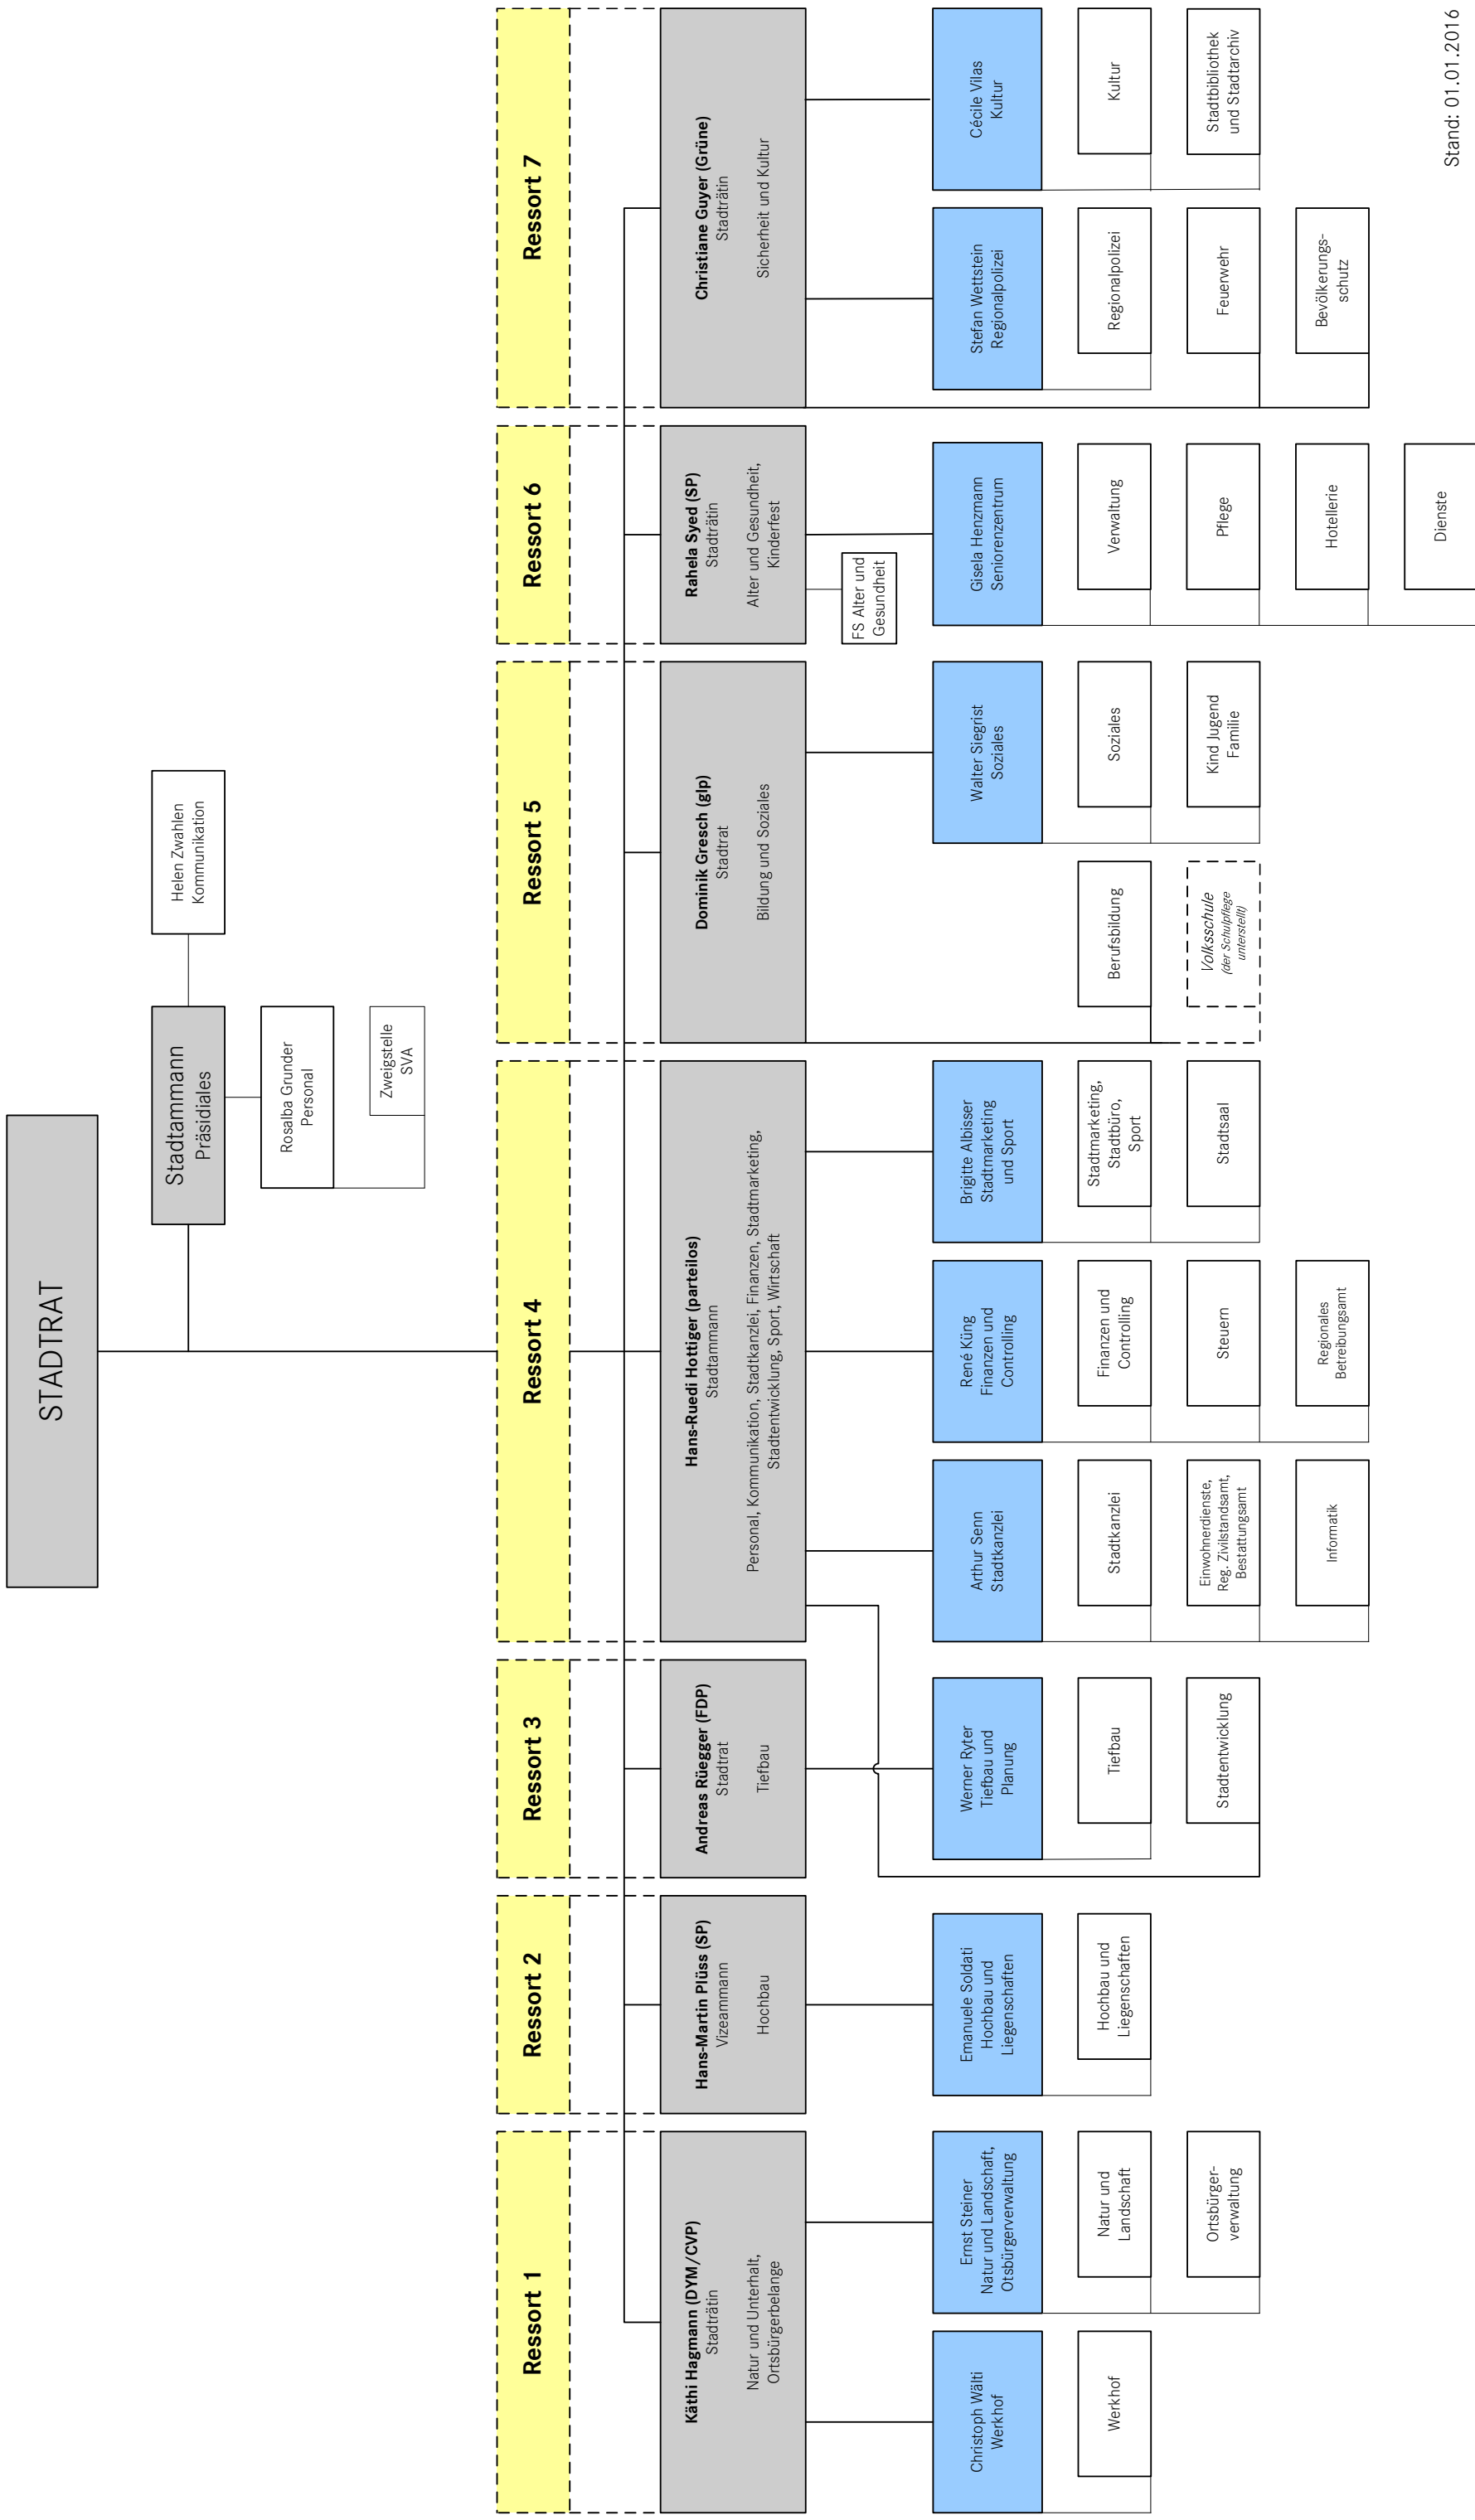 STADTRAT
Stadtammann
Präsidiales
Helen Zwahlen
Kommunikation
Rosalba Grunder
Personal
Zweigstelle
SVA
Ressort 1
Ressort 2
Ressort 3
Ressort 4
Ressort 5
Ressort 6
Ressort 7
Käthi Hagmann (DYM/CVP)
Stadträtin
Natur und Unterhalt,
Ortsbürgerbelange
Hans-Martin Plüss (SP)
Vizeammann
Hochbau
Andreas Rüegger (FDP)
Stadtrat
Tiefbau
Hans-Ruedi Hottiger (parteilos)
Stadtammann
Personal, Kommunikation, Stadtkanzlei, Finanzen, Stadtmarketing,
Stadtentwicklung, Sport, Wirtschaft
Dominik Gresch (glp)
Stadtrat
Bildung und Soziales
Rahela Syed (SP)
Stadträtin
Alter und Gesundheit,
Kinderfest
Christiane Guyer (Grüne)
Stadträtin
Sicherheit und Kultur
FS Alter und
Gesundheit
Christoph Wälti
Werkhof
Ernst Steiner
Natur und Landschaft,
Otsbürgerverwaltung
Emanuele Soldati
Hochbau und
Liegenschaften
Werner Ryter
Tiefbau und
Planung
Arthur Senn
Stadtkanzlei
René Küng
Finanzen und
Controlling
Brigitte Albisser
Stadtmarketing
und Sport
Walter Siegrist
Soziales
Gisela Henzmann
Seniorenzentrum
Stefan Wettstein
Regionalpolizei
Cécile Vilas
Kultur
Werkhof
Natur und
Landschaft
Hochbau und
Liegenschaften
Tiefbau
Stadtkanzlei
Finanzen und
Controlling
Stadtmarketing,
Stadtbüro,
Sport
Berufsbildung
Soziales
Verwaltung
Regionalpolizei
Kultur
Ortsbürger-
verwaltung
Stadtentwicklung
Einwohnerdienste,
Reg. Zivilstandsamt,
Bestattungsamt
Steuern
Stadtsaal
Volksschule
(der Schulpflege
unterstellt)
Kind Jugend
Familie
Pflege
Feuerwehr
Stadtbibliothek
und Stadtarchiv
Informatik
Regionales
Betreibungsamt
Hotellerie
Bevölkerungs-
schutz
Dienste
Stand: 01.01.2016